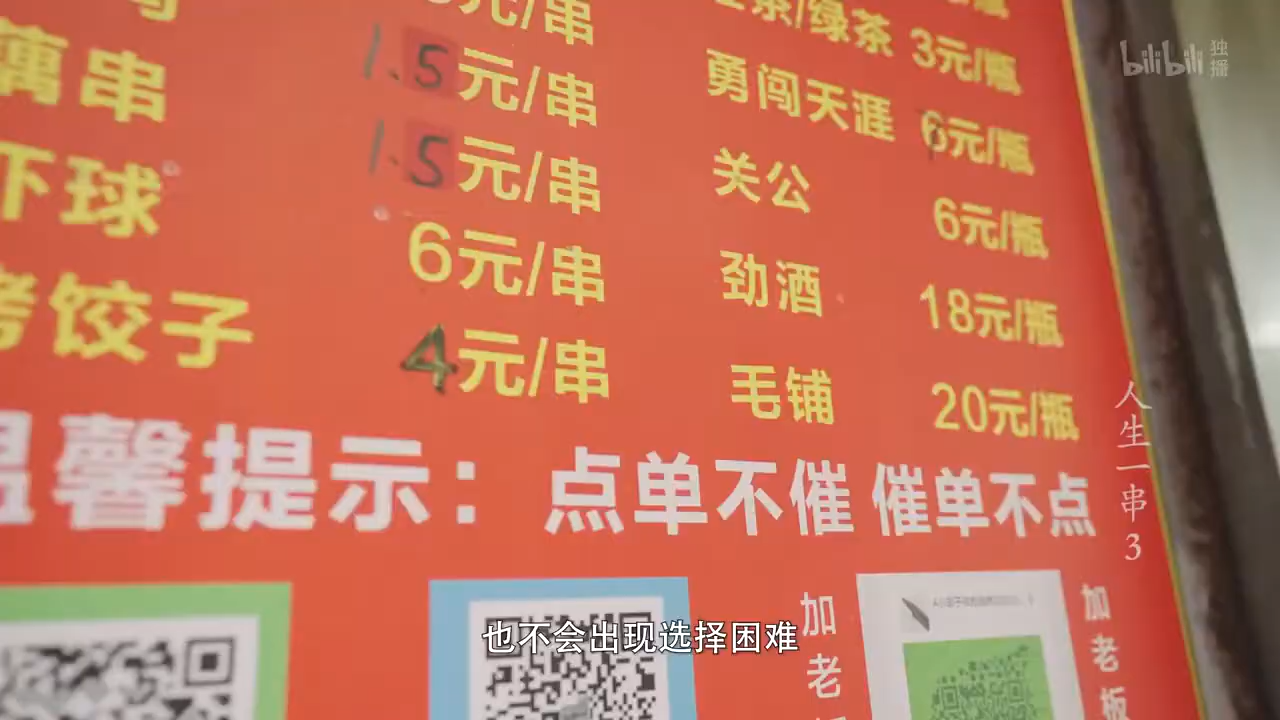 元/串
茶/绿茶 3元/瓶
藕串 1.5元/串
勇闯天涯 6元/瓶
球 1.5元/串
关公 6元/瓶
6元/串
劲酒 18元/瓶
烤饺子 4元/串
毛铺 20元/瓶
温馨提示：点单不催 催单不点
加老
加老板
bilibili 独播
人生一串3
也不会出现选择困难